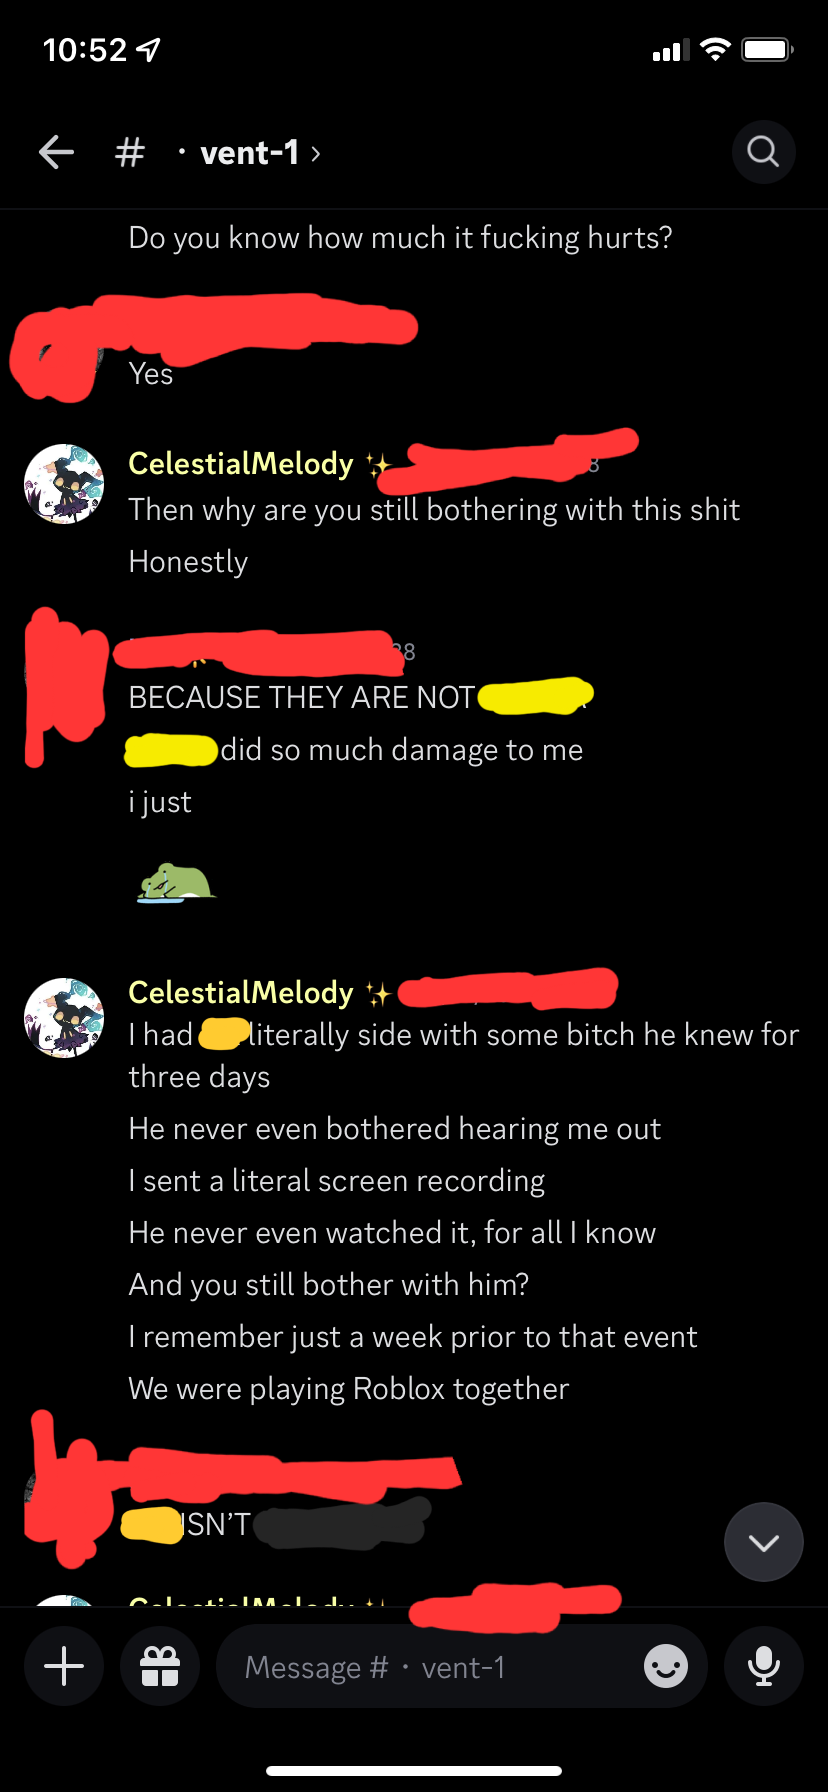 10:52
# · vent-1 ›
Do you know how much it fucking hurts?
Yes
CelestialMelody ✨
Then why are you still bothering with this shit
Honestly
38
BECAUSE THEY ARE NOT
did so much damage to me
i just
CelestialMelody ✨
I had literally side with some bitch he knew for
three days
He never even bothered hearing me out
I sent a literal screen recording
He never even watched it, for all I know
And you still bother with him?
I remember just a week prior to that event
We were playing Roblox together
ISN'T
CelestialMelody ✨
Message # · vent-1